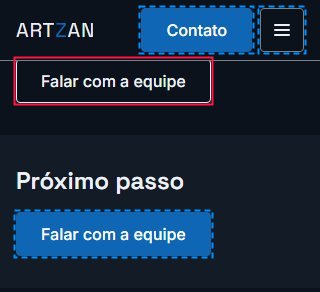 ARTZAN
Contato
Falar com a equipe
Próximo passo
Falar com a equipe